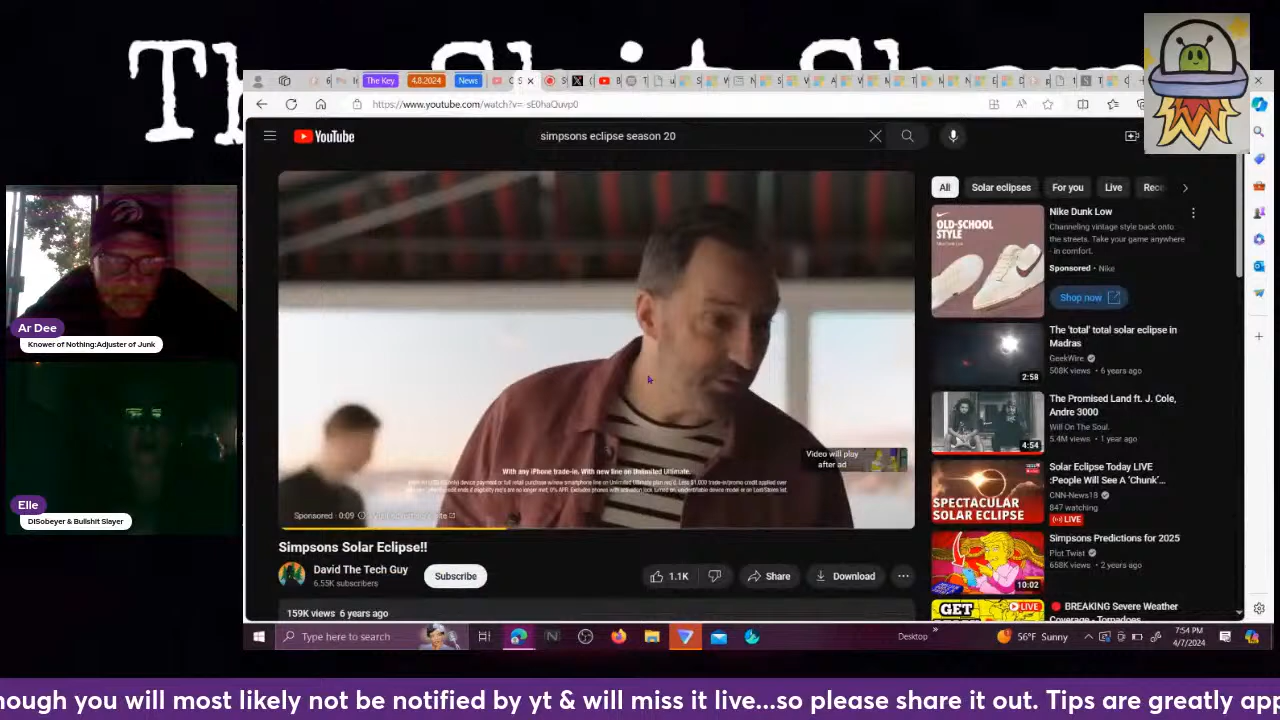 The Shit Show
The Key
4.8.2024
News
https://www.youtube.com/watch?v=-sE0haQuvp0
YouTube
simpsons eclipse season 20
All
Solar eclipses
For you
Live
OLD-SCHOOL
STYLE
Nike Dunk Low
Channeling vintage style back onto
the streets. Take your game anywhere
- in comfort.
Sponsored · Nike
Shop now
The 'total' total solar eclipse in
Madras
GeekWire
508K views • 6 years ago
2:58
The Promised Land ft. J. Cole,
Andre 3000
Will On The Soul.
5.4M views • 1 year ago
4:54
Solar Eclipse Today LIVE
:People Will See A ‘Chunk’...
CNN-News18
847 watching
LIVE
SPECTACULAR
SOLAR ECLIPSE
Simpsons Predictions for 2025
Plot Twist
658K views • 2 years ago
10:02
GET
LIVE
BREAKING Severe Weather
Coverage - Tornadoes
With any iPhone trade-in. With new line on Unlimited Ultimate.
Video will play
after ad
Sponsored · 0:09
Simpsons Solar Eclipse!!
David The Tech Guy
6.55K subscribers
Subscribe
1.1K
Share
Download
159K views 6 years ago
Ar Dee
Knower of Nothing:Adjuster of Junk
Elle
DISobeyer & Bullshit Slayer
Type here to search
Desktop
56°F Sunny
7:54 PM
4/7/2024
hough you will most likely not be notified by yt & will miss it live...so please share it out. Tips are greatly app